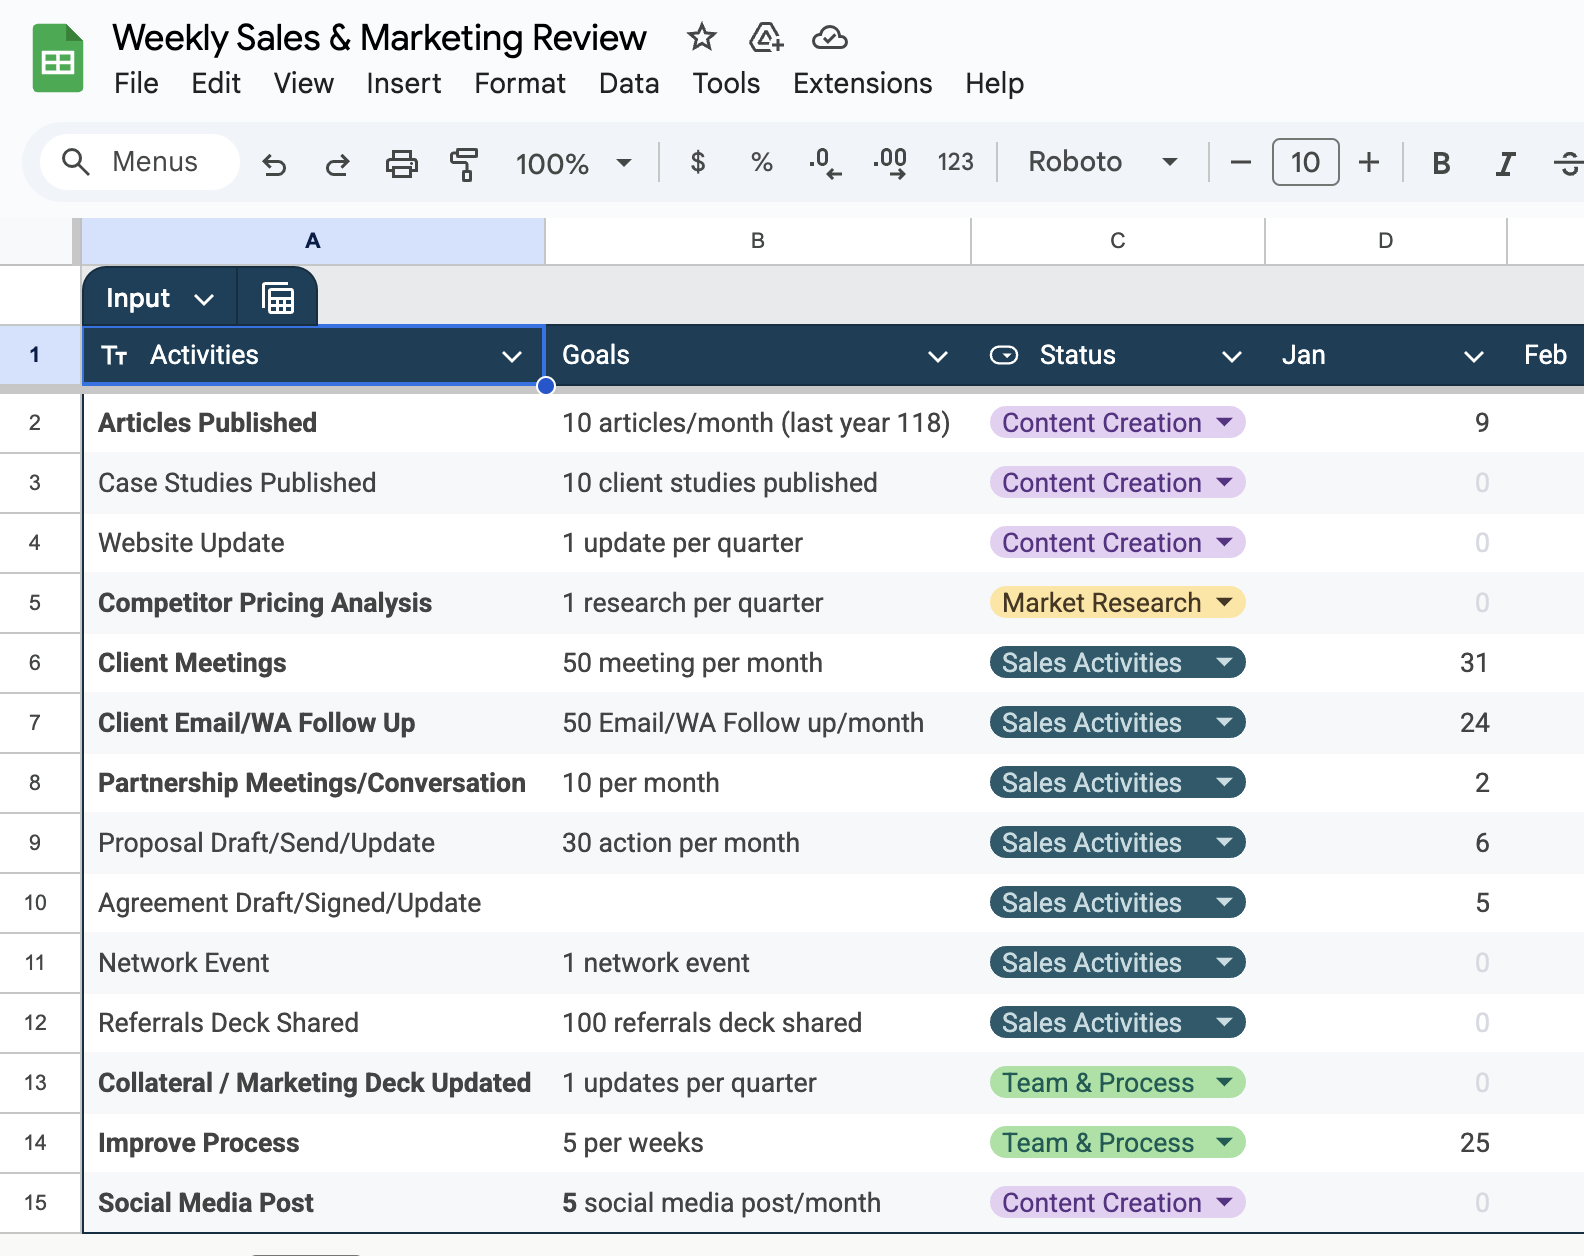 Weekly Sales & Marketing Review
File Edit View Insert Format Data Tools Extensions Help
Menus 100% $ % .0 .00 123 Roboto 10 B I S
A B C D
Input
1 Activities Goals Status Jan Feb
2 Articles Published 10 articles/month (last year 118) Content Creation 9
3 Case Studies Published 10 client studies published Content Creation 0
4 Website Update 1 update per quarter Content Creation 0
5 Competitor Pricing Analysis 1 research per quarter Market Research 0
6 Client Meetings 50 meeting per month Sales Activities 31
7 Client Email/WA Follow Up 50 Email/WA Follow up/month Sales Activities 24
8 Partnership Meetings/Conversation 10 per month Sales Activities 2
9 Proposal Draft/Send/Update 30 action per month Sales Activities 6
10 Agreement Draft/Signed/Update Sales Activities 5
11 Network Event 1 network event Sales Activities 0
12 Referrals Deck Shared 100 referrals deck shared Sales Activities 0
13 Collateral / Marketing Deck Updated 1 updates per quarter Team & Process 0
14 Improve Process 5 per weeks Team & Process 25
15 Social Media Post 5 social media post/month Content Creation 0